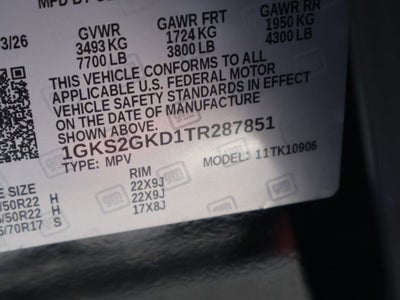 MFD BY
GVWR GAWR FRT GAWR RR
3/26 3493 KG 1724 KG 1950 KG
7700 LB 3800 LB 4300 LB
THIS VEHICLE CONFORMS TO ALL
APPLICABLE U.S. FEDERAL MOTOR
VEHICLE SAFETY STANDARDS IN EFFECT
ON THE DATE OF MANUFACTURE
SHOWN ABOVE.
1GKS2GKD1TR287851
TYPE: MPV MODEL: 11TK10906
E SIZE RIM
/50R22 H 22X9J
/50R22 H 22X9J
5/70R17 S 17X8J
gm